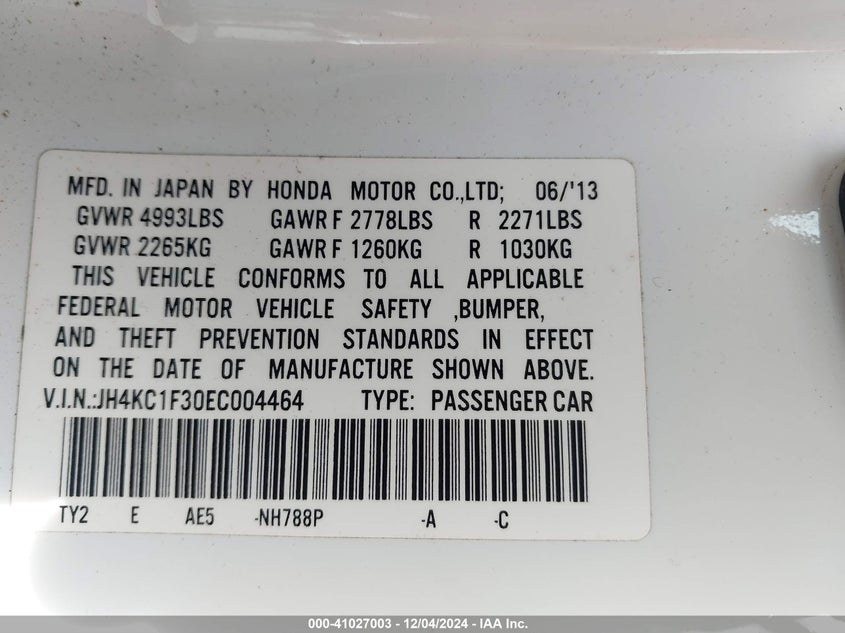 MFD. IN JAPAN BY HONDA MOTOR CO.,LTD; 06/'13
GVWR 4993LBS GAWR F 2778LBS R 2271LBS
GVWR 2265KG GAWR F 1260KG R 1030KG
THIS VEHICLE CONFORMS TO ALL APPLICABLE
FEDERAL MOTOR VEHICLE SAFETY ,BUMPER,
AND THEFT PREVENTION STANDARDS IN EFFECT
ON THE DATE OF MANUFACTURE SHOWN ABOVE.
V.I.N.:JH4KC1F30EC004464 TYPE: PASSENGER CAR
TY2 E AE5 -NH788P -A -C
000-41027003 - 12/04/2024 - IAA Inc.